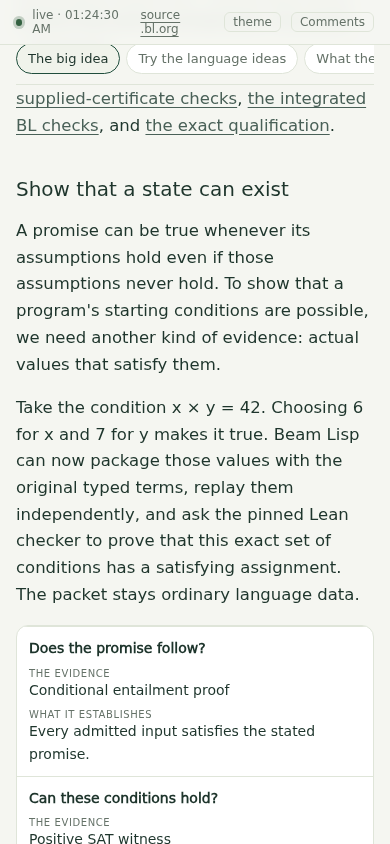 live · 01:24:30 AM
source .bl.org
theme
Comments
The big idea
Try the language ideas
What the
supplied-certificate checks, the integrated
BL checks, and the exact qualification.
Show that a state can exist
A promise can be true whenever its
assumptions hold even if those
assumptions never hold. To show that a
program's starting conditions are possible,
we need another kind of evidence: actual
values that satisfy them.
Take the condition x × y = 42. Choosing 6
for x and 7 for y makes it true. Beam Lisp
can now package those values with the
original typed terms, replay them
independently, and ask the pinned Lean
checker to prove that this exact set of
conditions has a satisfying assignment.
The packet stays ordinary language data.
Does the promise follow?
THE EVIDENCE
Conditional entailment proof
WHAT IT ESTABLISHES
Every admitted input satisfies the stated
promise.
Can these conditions hold?
THE EVIDENCE
Positive SAT witness